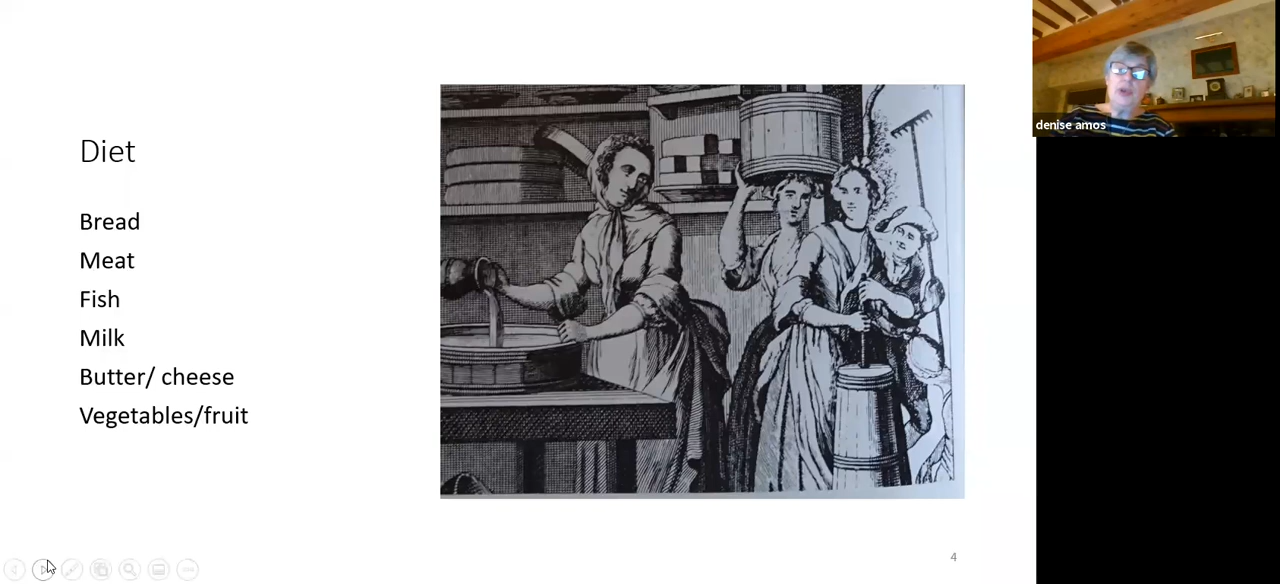 Diet
Bread
Meat
Fish
Milk
Butter/ cheese
Vegetables/fruit
4
denise amos